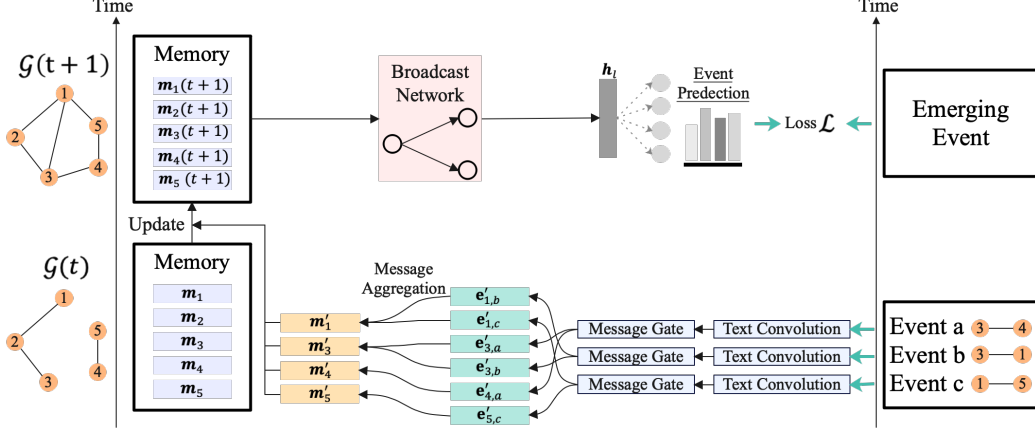 Time
Time
𝒢(t + 1)
1
2
5
3
4
Memory
𝒎₁(t + 1)
𝒎₂(t + 1)
𝒎₃(t + 1)
𝒎₄(t + 1)
𝒎₅ (t + 1)
Broadcast
Network
𝒉ₗ
Event
Predection
Loss 𝓛
Emerging
Event
Update
𝒢(t)
1
2
5
4
3
Memory
𝒎₁
𝒎₂
𝒎₃
𝒎₄
𝒎₅
Message
Aggregation
𝒎′₁
𝒎′₃
𝒎′₄
𝒎′₅
𝐞′₁,b
𝐞′₁,c
𝐞′₃,a
𝐞′₃,b
𝐞′₄,a
𝐞′₅,c
Message Gate
Text Convolution
Message Gate
Text Convolution
Message Gate
Text Convolution
Event a 3 4
Event b 3 1
Event c 1 5